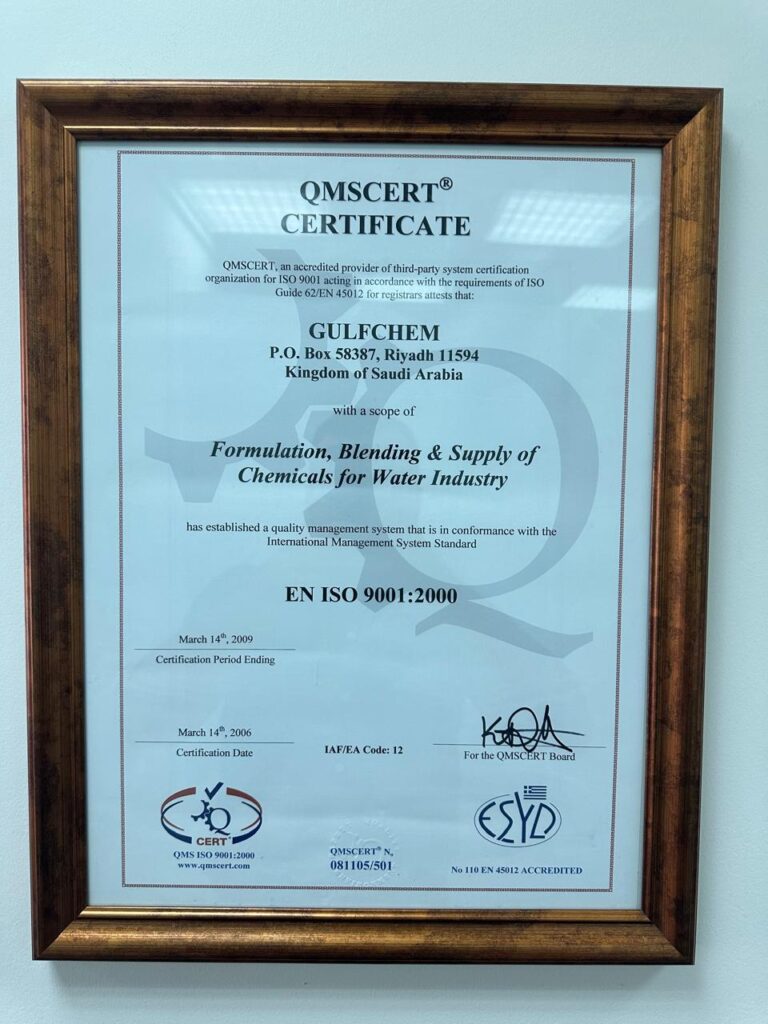 QMSCERT®
CERTIFICATE
QMSCERT, an accredited provider of third-party system certification
organization for ISO 9001 acting in accordance with the requirements of ISO
Guide 62/EN 45012 for registrars attests that:
GULFCHEM
P.O. Box 58387, Riyadh 11594
Kingdom of Saudi Arabia
with a scope of
Formulation, Blending & Supply of
Chemicals for Water Industry
has established a quality management system that is in conformance with the
International Management System Standard
EN ISO 9001:2000
March 14th, 2009
Certification Period Ending
March 14th, 2006
Certification Date
IAF/EA Code: 12
For the QMSCERT Board
CERT
QMS ISO 9001:2000
www.qmscert.com
QMSCERT® N.
081105/501
ΕΣΥΔ
No 110 EN 45012 ACCREDITED